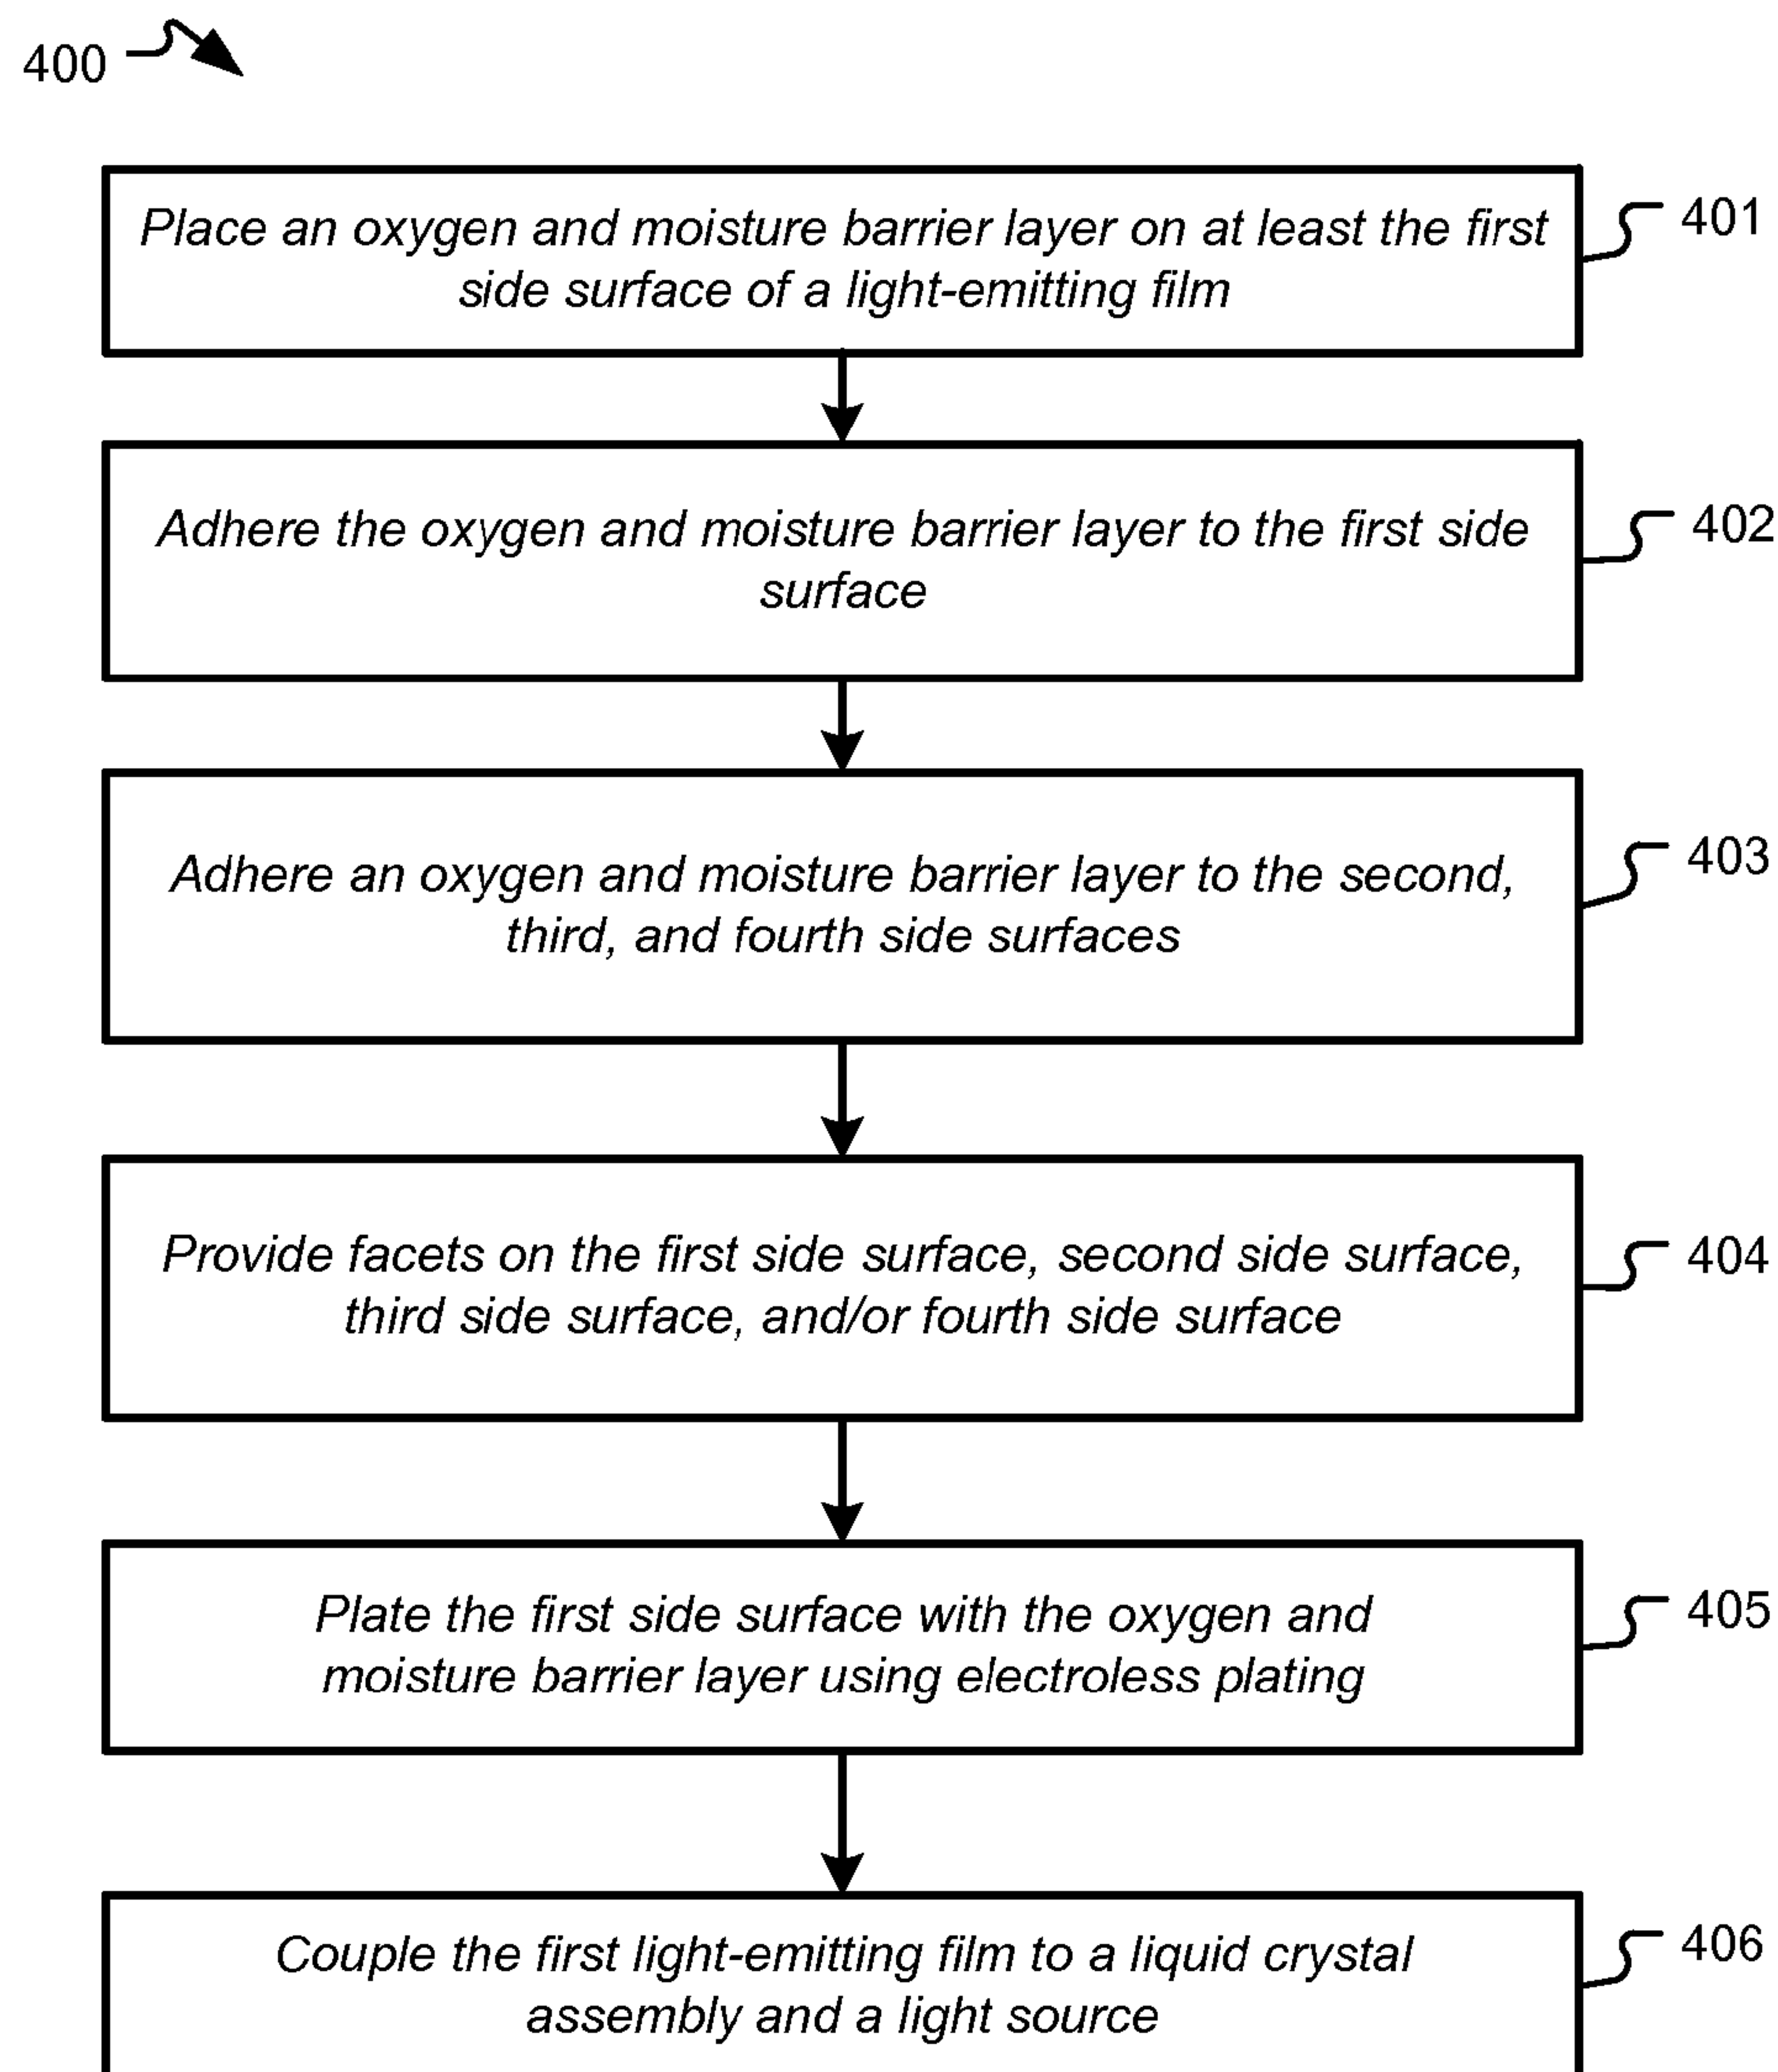 400
Place an oxygen and moisture barrier layer on at least the first
side surface of a light-emitting film
401
Adhere the oxygen and moisture barrier layer to the first side
surface
402
Adhere an oxygen and moisture barrier layer to the second,
third, and fourth side surfaces
403
Provide facets on the first side surface, second side surface,
third side surface, and/or fourth side surface
404
Plate the first side surface with the oxygen and
moisture barrier layer using electroless plating
405
Couple the first light-emitting film to a liquid crystal
assembly and a light source
406